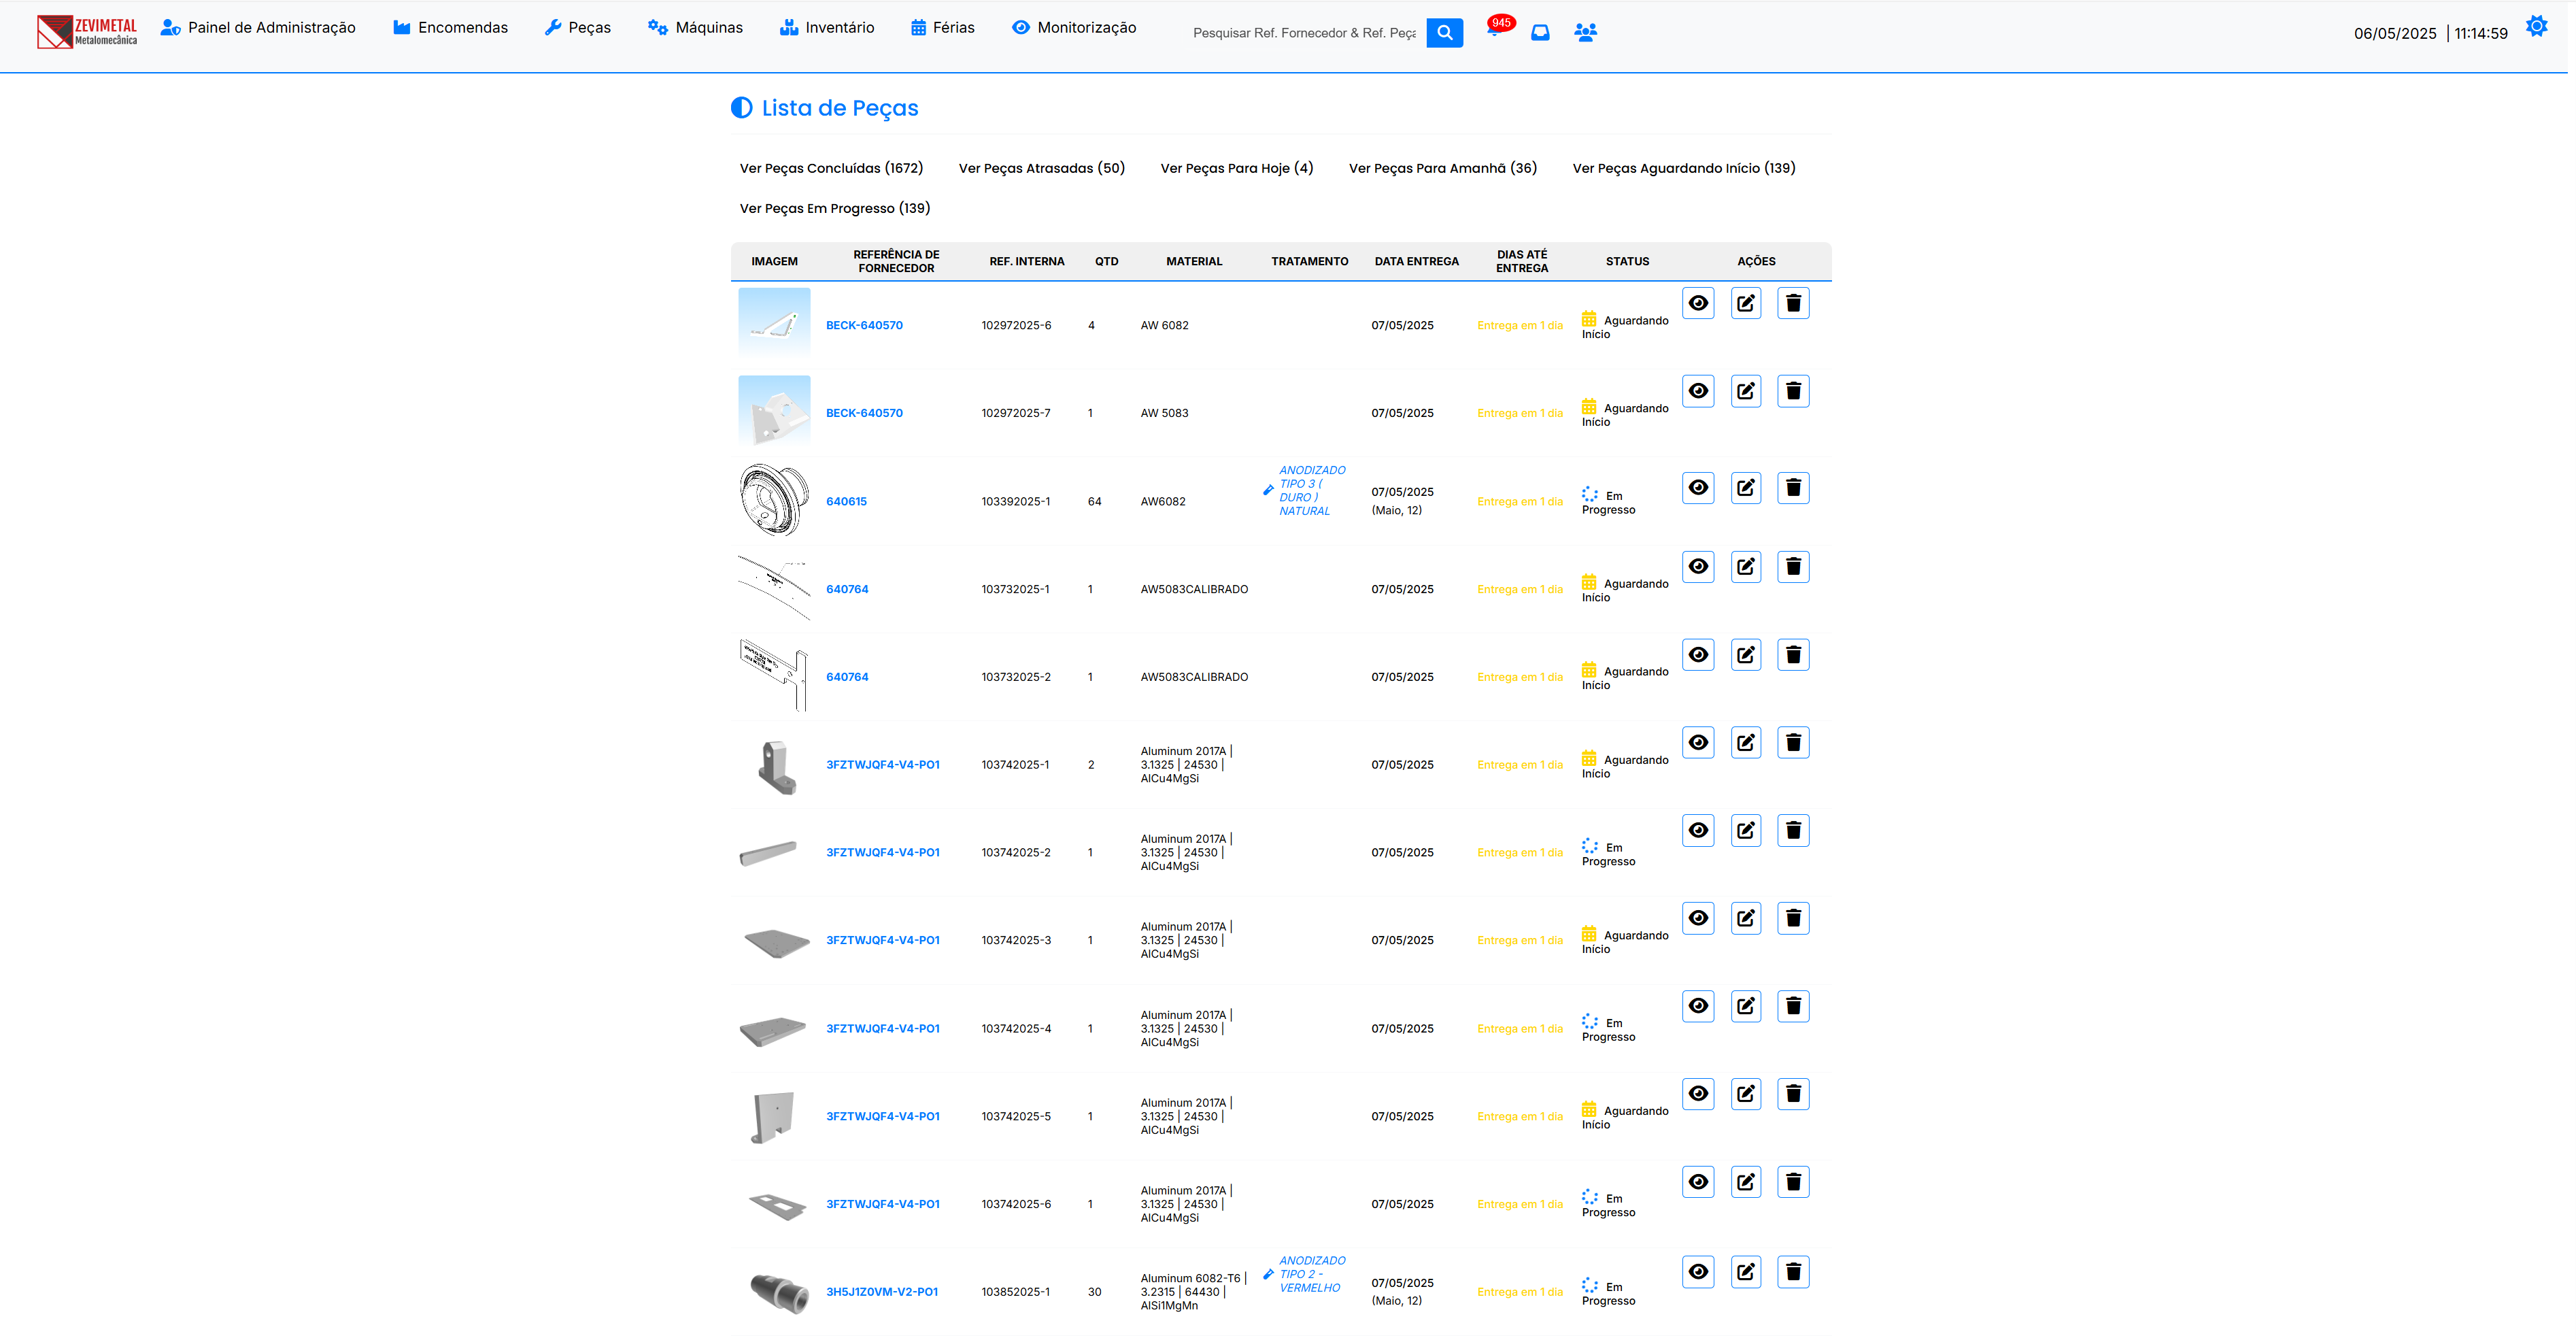 ZEVIMETAL
Metalomecânica
Painel de Administração
Encomendas
Peças
Máquinas
Inventário
Férias
Monitorização
Pesquisar Ref. Fornecedor & Ref. Peça
945
06/05/2025 | 11:14:59
Lista de Peças
Ver Peças Concluídas (1672)
Ver Peças Atrasadas (50)
Ver Peças Para Hoje (4)
Ver Peças Para Amanhã (36)
Ver Peças Aguardando Início (139)
Ver Peças Em Progresso (139)
IMAGEM
REFERÊNCIA DE
FORNECEDOR
REF. INTERNA
QTD
MATERIAL
TRATAMENTO
DATA ENTREGA
DIAS ATÉ
ENTREGA
STATUS
AÇÕES
BECK-640570
102972025-6
4
AW 6082
07/05/2025
Entrega em 1 dia
Aguardando
Início
BECK-640570
102972025-7
1
AW 5083
07/05/2025
Entrega em 1 dia
Aguardando
Início
640615
103392025-1
64
AW6082
ANODIZADO
TIPO 3 (
DURO )
NATURAL
07/05/2025
(Maio, 12)
Entrega em 1 dia
Em
Progresso
640764
103732025-1
1
AW5083CALIBRADO
07/05/2025
Entrega em 1 dia
Aguardando
Início
640764
103732025-2
1
AW5083CALIBRADO
07/05/2025
Entrega em 1 dia
Aguardando
Início
3FZTWJQF4-V4-PO1
103742025-1
2
Aluminum 2017A |
3.1325 | 24530 |
AlCu4MgSi
07/05/2025
Entrega em 1 dia
Aguardando
Início
3FZTWJQF4-V4-PO1
103742025-2
1
Aluminum 2017A |
3.1325 | 24530 |
AlCu4MgSi
07/05/2025
Entrega em 1 dia
Em
Progresso
3FZTWJQF4-V4-PO1
103742025-3
1
Aluminum 2017A |
3.1325 | 24530 |
AlCu4MgSi
07/05/2025
Entrega em 1 dia
Aguardando
Início
3FZTWJQF4-V4-PO1
103742025-4
1
Aluminum 2017A |
3.1325 | 24530 |
AlCu4MgSi
07/05/2025
Entrega em 1 dia
Em
Progresso
3FZTWJQF4-V4-PO1
103742025-5
1
Aluminum 2017A |
3.1325 | 24530 |
AlCu4MgSi
07/05/2025
Entrega em 1 dia
Aguardando
Início
3FZTWJQF4-V4-PO1
103742025-6
1
Aluminum 2017A |
3.1325 | 24530 |
AlCu4MgSi
07/05/2025
Entrega em 1 dia
Em
Progresso
3H5J1Z0VM-V2-PO1
103852025-1
30
Aluminum 6082-T6 |
3.2315 | 64430 |
AlSi1MgMn
ANODIZADO
TIPO 2 -
VERMELHO
07/05/2025
(Maio, 12)
Entrega em 1 dia
Em
Progresso